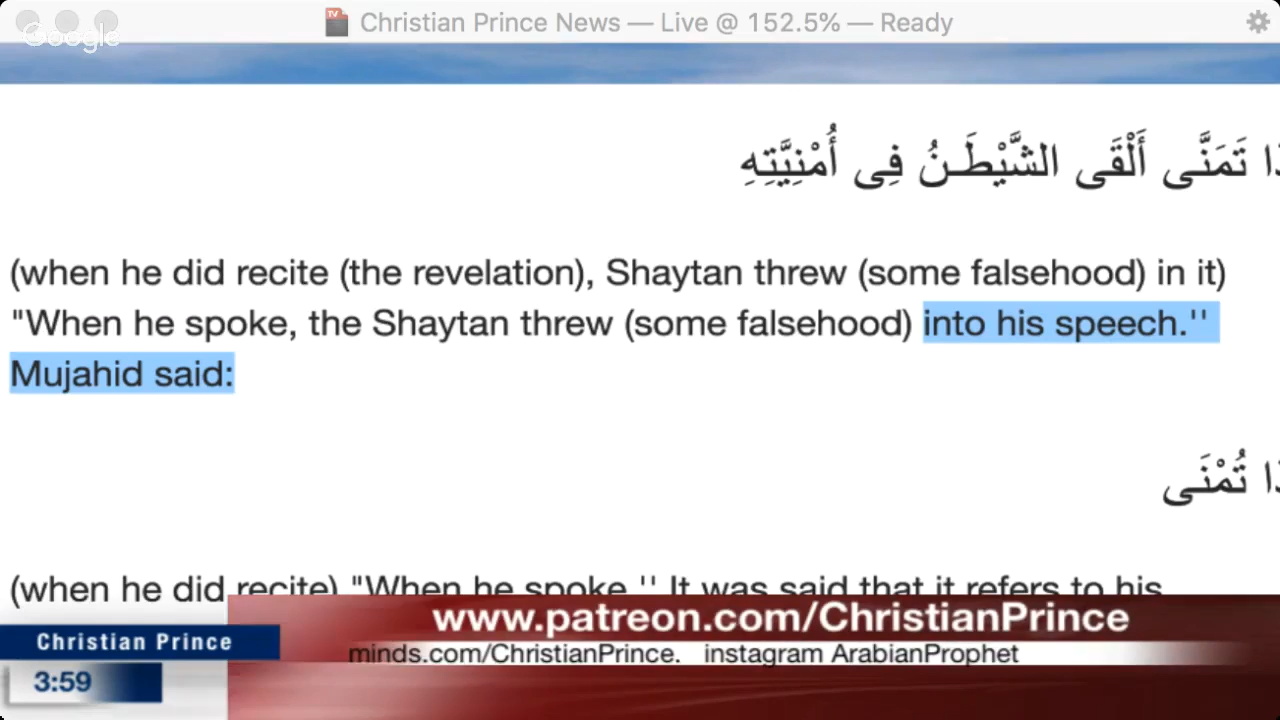 Christian Prince News — Live @ 152.5% — Ready
Google
تَمَنَّى أَلْقَى الشَّيْطَـنُ فِى أُمْنِيَّتِهِ
(when he did recite (the revelation), Shaytan threw (some falsehood) in it)
"When he spoke, the Shaytan threw (some falsehood) into his speech.''
Mujahid said:
تُمْنَـى
(when he did recite) "When he spoke.'' It was said that it refers to his
www.patreon.com/ChristianPrince
Christian Prince
minds.com/ChristianPrince. instagram ArabianProphet
3:59